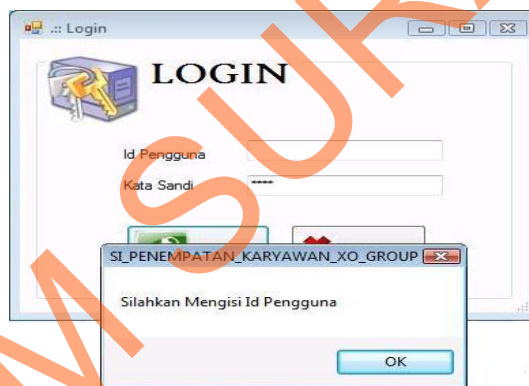 .:: Login
LOGIN
Id Pengguna
Kata Sandi ****
SI_PENEMPATAN_KARYAWAN_XO_GROUP
Silahkan Mengisi Id Pengguna
OK